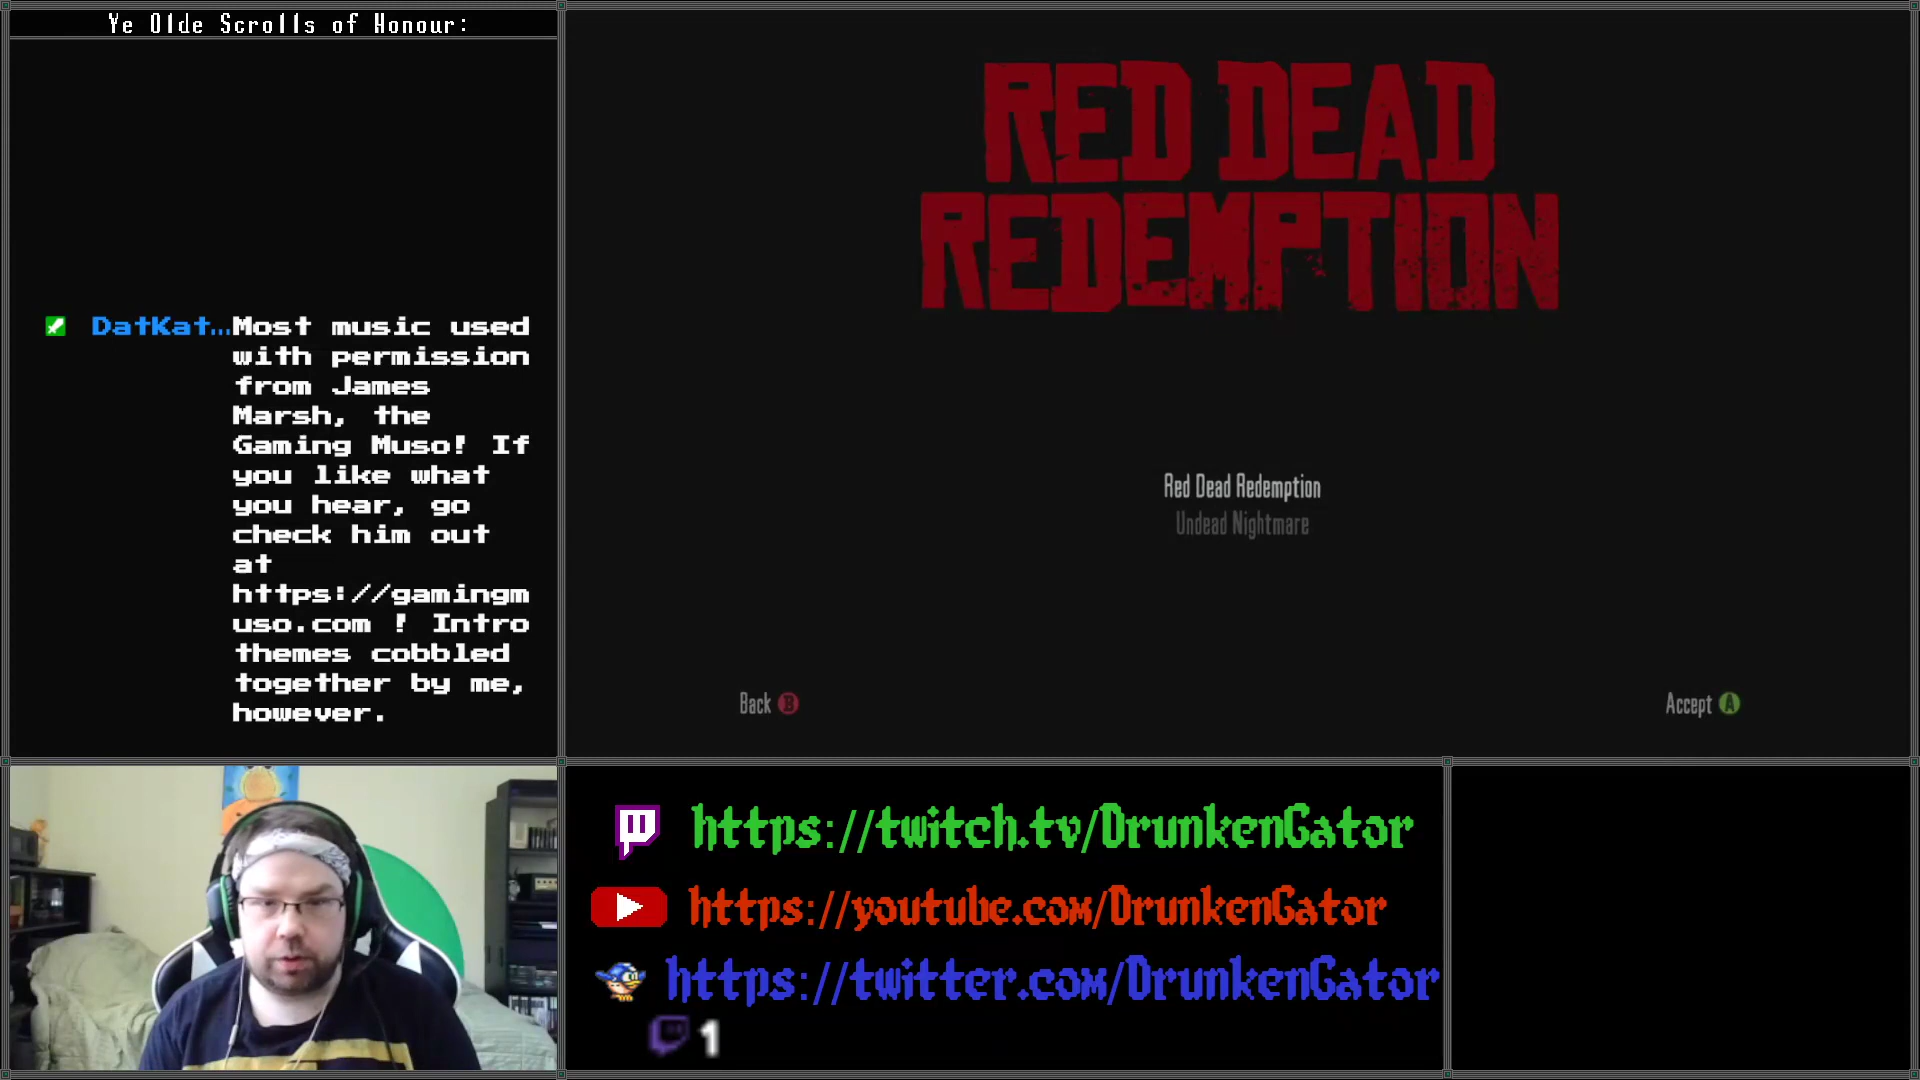 Ye Olde Scrolls of Honour:
DatKat...Most music used
with permission
from James
Marsh, the
Gaming Muso! If
you like what
you hear, go
check him out
at
https://gamingm
uso.com ! Intro
themes cobbled
together by me,
however.
RED DEAD
REDEMPTION
Red Dead Redemption
Undead Nightmare
Back B
Accept A
https://twitch.tv/DrunkenGator
https://youtube.com/DrunkenGator
https://twitter.com/DrunkenGator
1